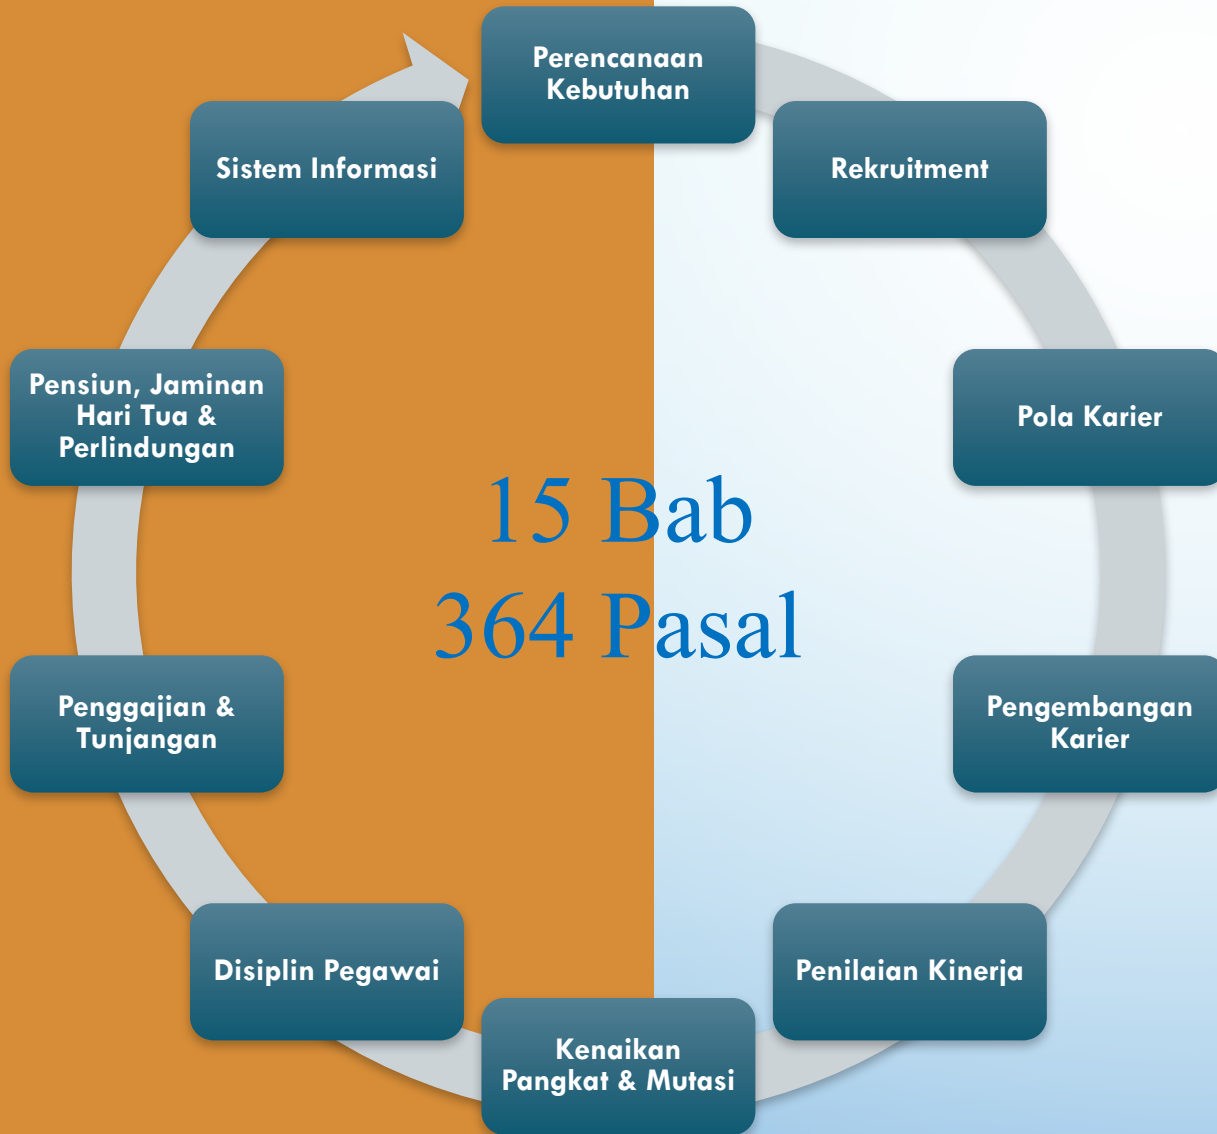 Perencanaan
Kebutuhan
Rekruitment
Pola Karier
Pengembangan
Karier
Penilaian Kinerja
Kenaikan
Pangkat & Mutasi
Disiplin Pegawai
Penggajian &
Tunjangan
Pensiun, Jaminan
Hari Tua &
Perlindungan
Sistem Informasi
15 Bab
364 Pasal